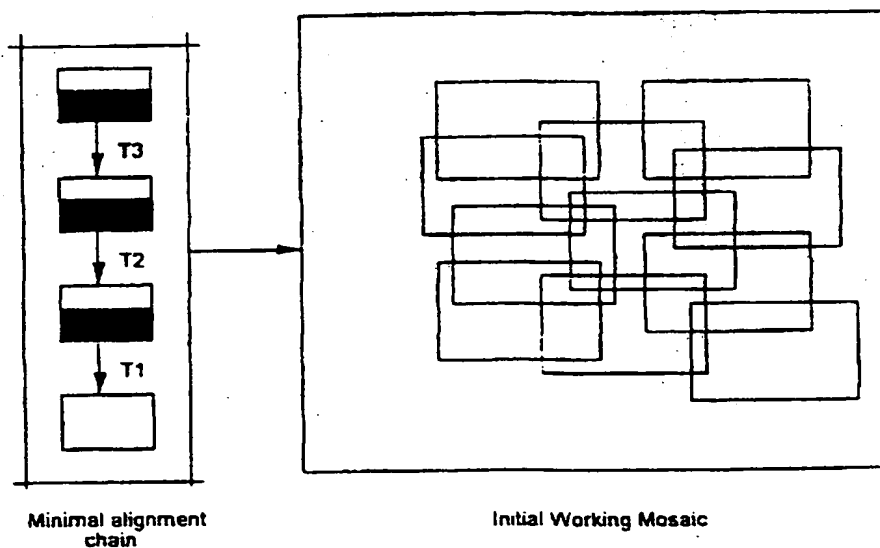 T3
T2
T1
Minimal alignment
chain
Initial Working Mosaic